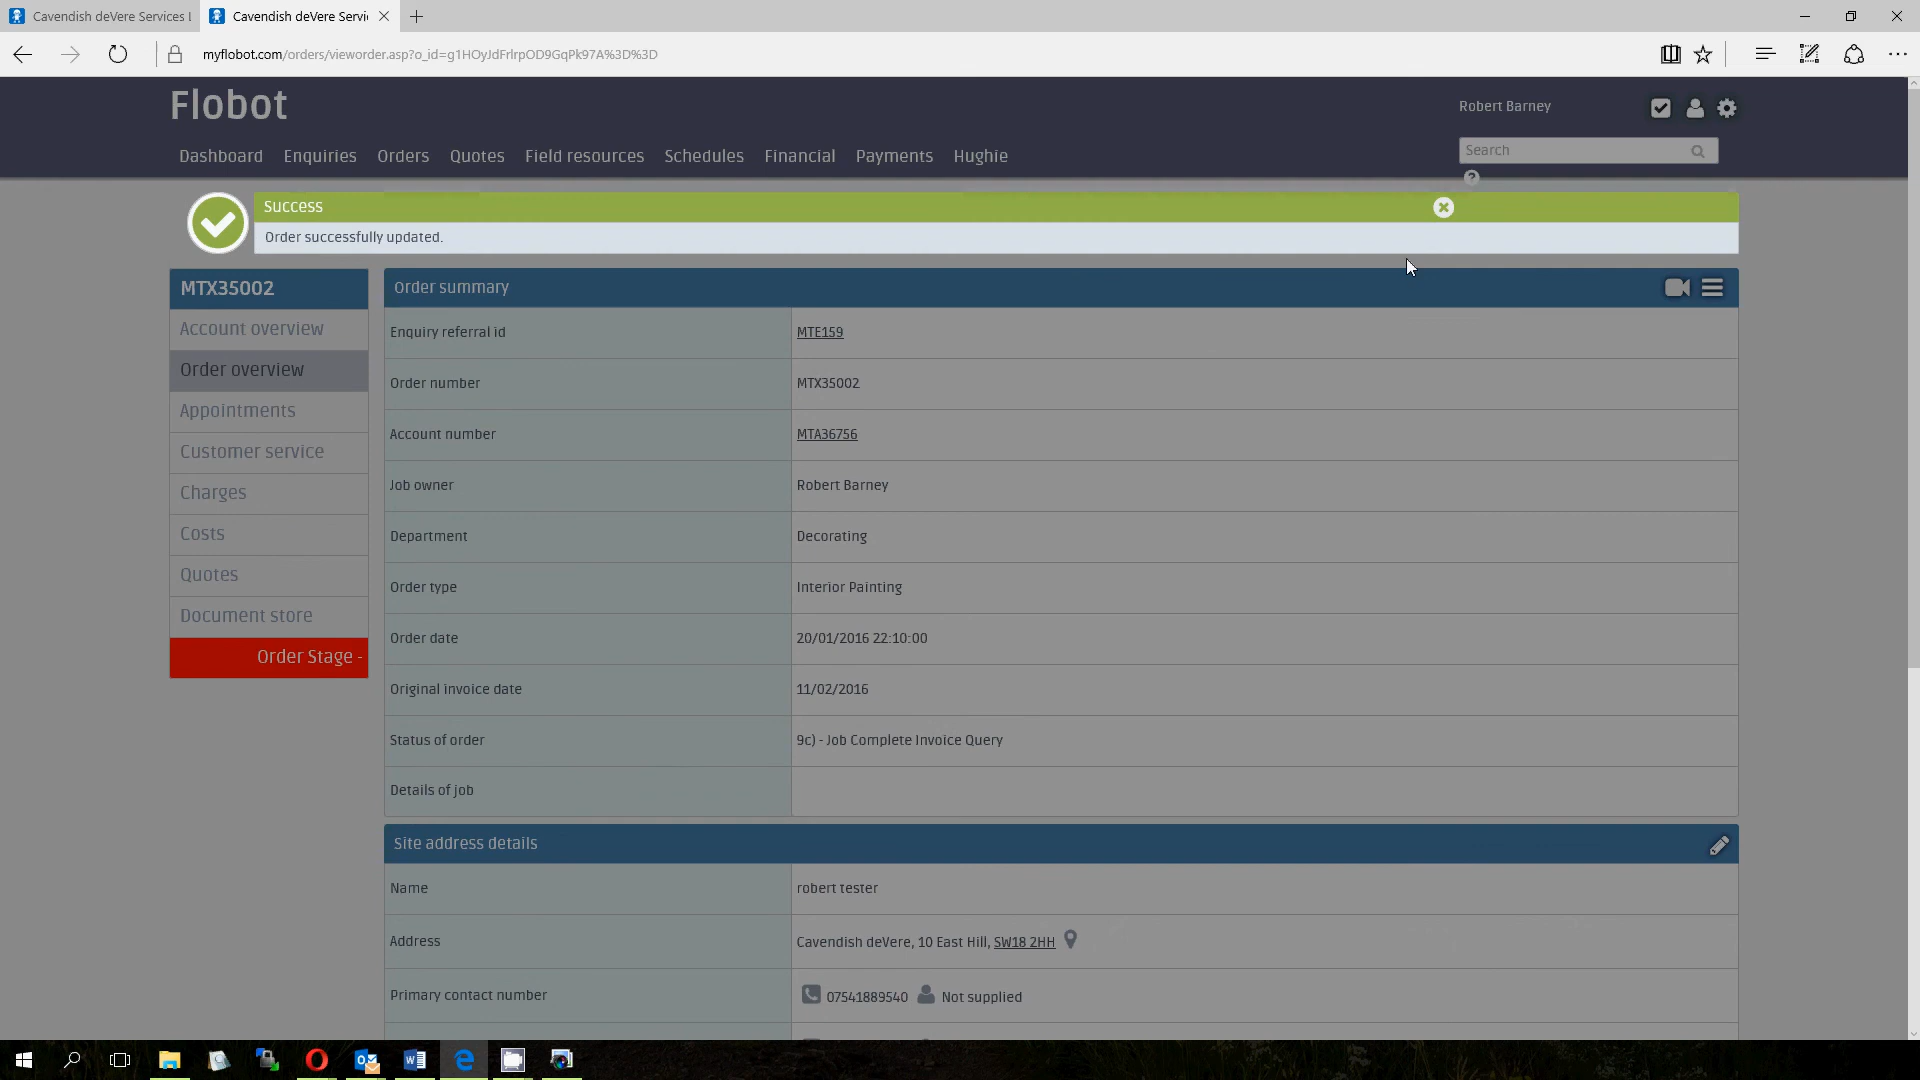 Cavendish deVere Services L
Cavendish deVere Servi
myflobot.com/orders/vieworder.asp?o_id=g1HOyJdFrlrpOD9GqPk97A%3D%3D
Flobot
Robert Barney
Dashboard Enquiries Orders Quotes Field resources Schedules Financial Payments Hughie
Search
?
Success
Order successfully updated.
MTX35002
Account overview
Order overview
Appointments
Customer service
Charges
Costs
Quotes
Document store
Order Stage -
Order summary
Enquiry referral id MTE159
Order number MTX35002
Account number MTA36756
Job owner Robert Barney
Department Decorating
Order type Interior Painting
Order date 20/01/2016 22:10:00
Original invoice date 11/02/2016
Status of order 9c) - Job Complete Invoice Query
Details of job
Site address details
Name robert tester
Address Cavendish deVere, 10 East Hill, SW18 2HH
Primary contact number 07541889540 Not supplied